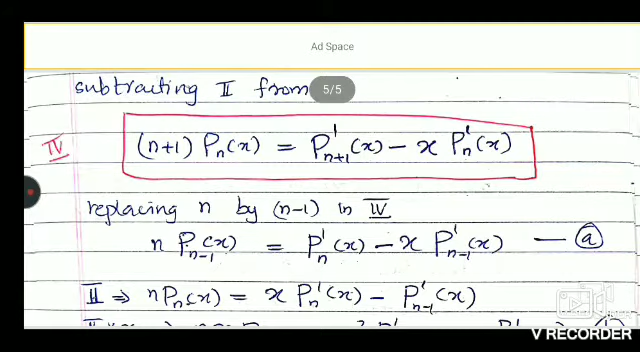 Ad Space
subtracting II from
5/5
IV (n+1) Pn(x) = P'n+1(x) – x P'n(x)
replacing n by (n-1) in IV
n Pn-1(x) = P'n(x) – x P'n-1(x) — (a)
II ⇒ nPn(x) = x P'n(x) – P'n-1(x)
V RECORDER